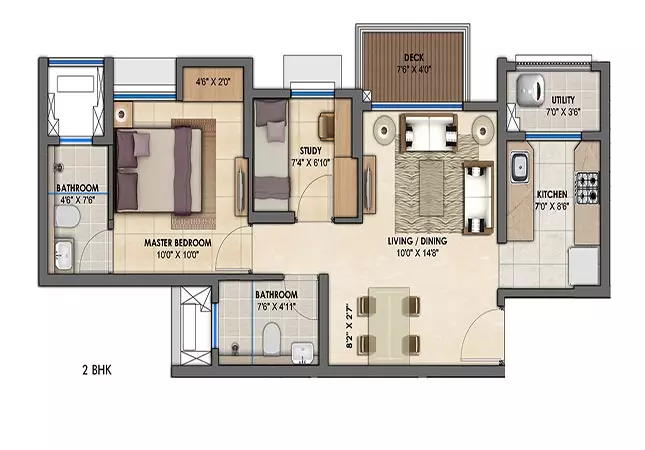 DECK
7'6" X 4'0"
4'6" X 2'0"
UTILITY
7'0" X 3'6"
STUDY
7'4" X 6'10"
BATHROOM
4'6" X 7'6"
KITCHEN
7'0" X 8'6"
MASTER BEDROOM
10'0" X 10'0"
LIVING / DINING
10'0" X 14'8"
BATHROOM
7'6" X 4'11"
8'2" X 2'7"
2 BHK